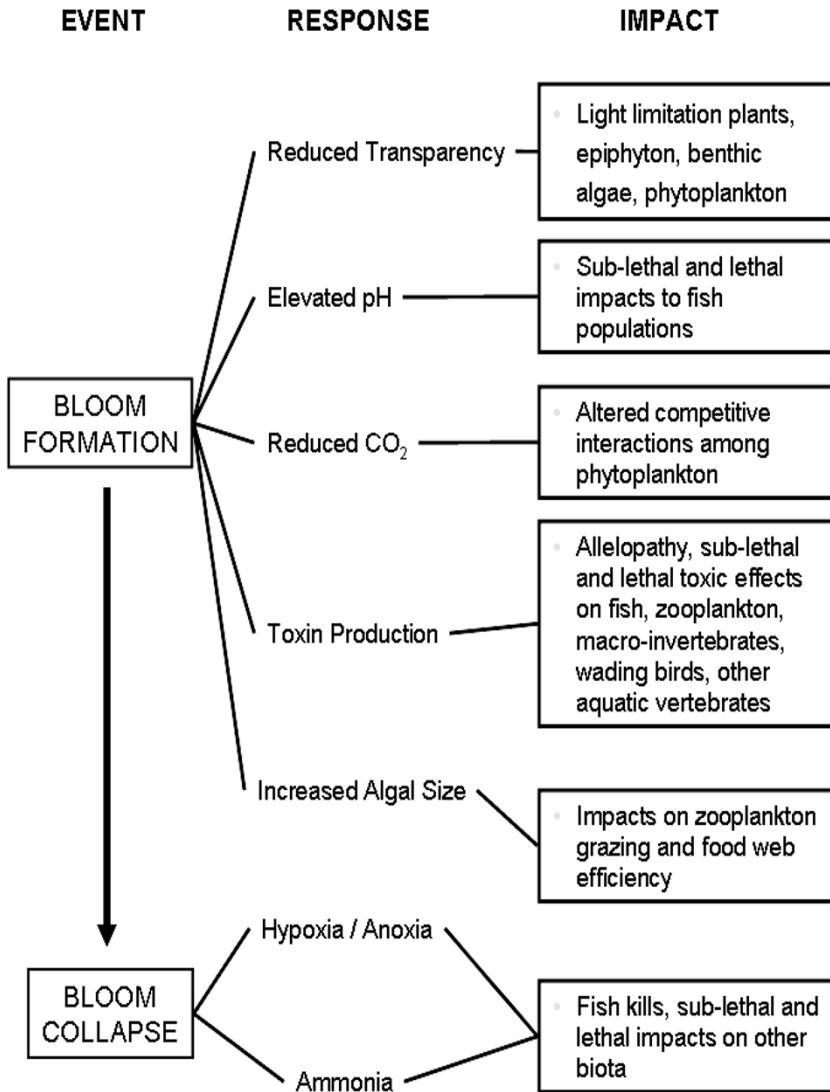 EVENT RESPONSE IMPACT
Reduced Transparency
Light limitation plants,
epiphyton, benthic
algae, phytoplankton
Elevated pH
Sub-lethal and lethal
impacts to fish
populations
BLOOM
FORMATION
Reduced CO₂
Altered competitive
interactions among
phytoplankton
Toxin Production
Allelopathy, sub-lethal
and lethal toxic effects
on fish, zooplankton,
macro-invertebrates,
wading birds, other
aquatic vertebrates
Increased Algal Size
Impacts on zooplankton
grazing and food web
efficiency
BLOOM
COLLAPSE
Hypoxia / Anoxia
Ammonia
Fish kills, sub-lethal and
lethal impacts on other
biota